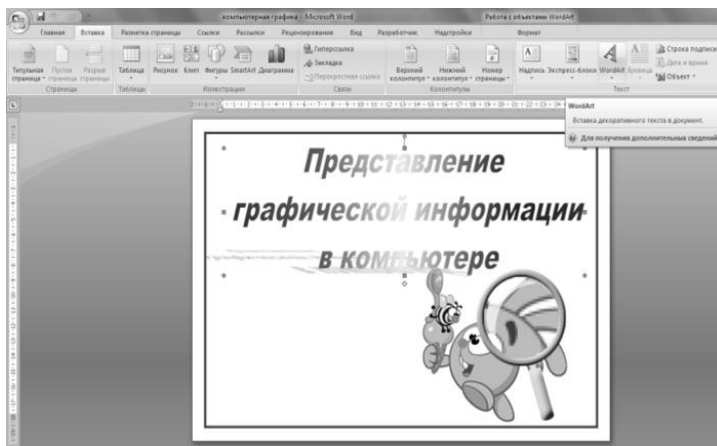 компьютерная графика - Microsoft Word
Работа с объектами WordArt
Главная Вставка Разметка страницы Ссылки Рассылки Рецензирование Вид Разработчик Надстройки Формат
Титульная страница
Пустая страница
Разрыв страницы
Страницы
Таблица
Таблицы
Рисунок Клип Фигуры SmartArt Диаграмма
Иллюстрации
Гиперссылка
Закладка
Перекрестная ссылка
Связи
Верхний колонтитул
Нижний колонтитул
Номер страницы
Колонтитулы
Надпись Экспресс-блоки WordArt Буквица
Строка подписи
Дата и время
Объект
Текст
WordArt
Вставка декоративного текста в документ.
Для получения дополнительных сведений
Представление
графической информации
в компьютере